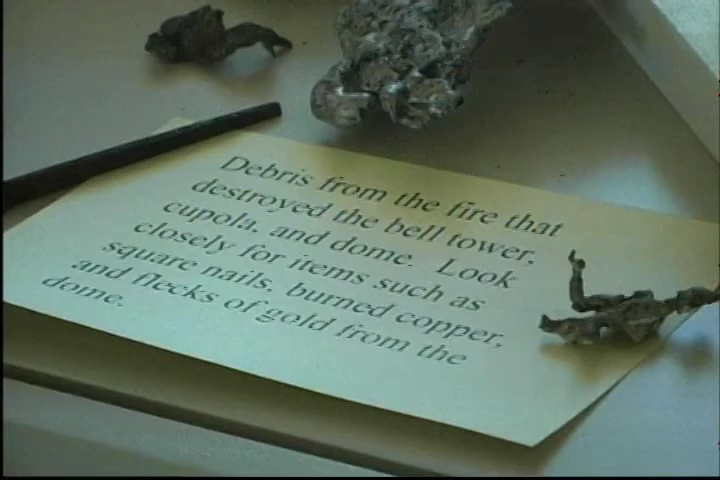 Debris from the fire that
destroyed the bell tower,
cupola, and dome. Look
closely for items such as
square nails, burned copper,
and flecks of gold from the
dome.